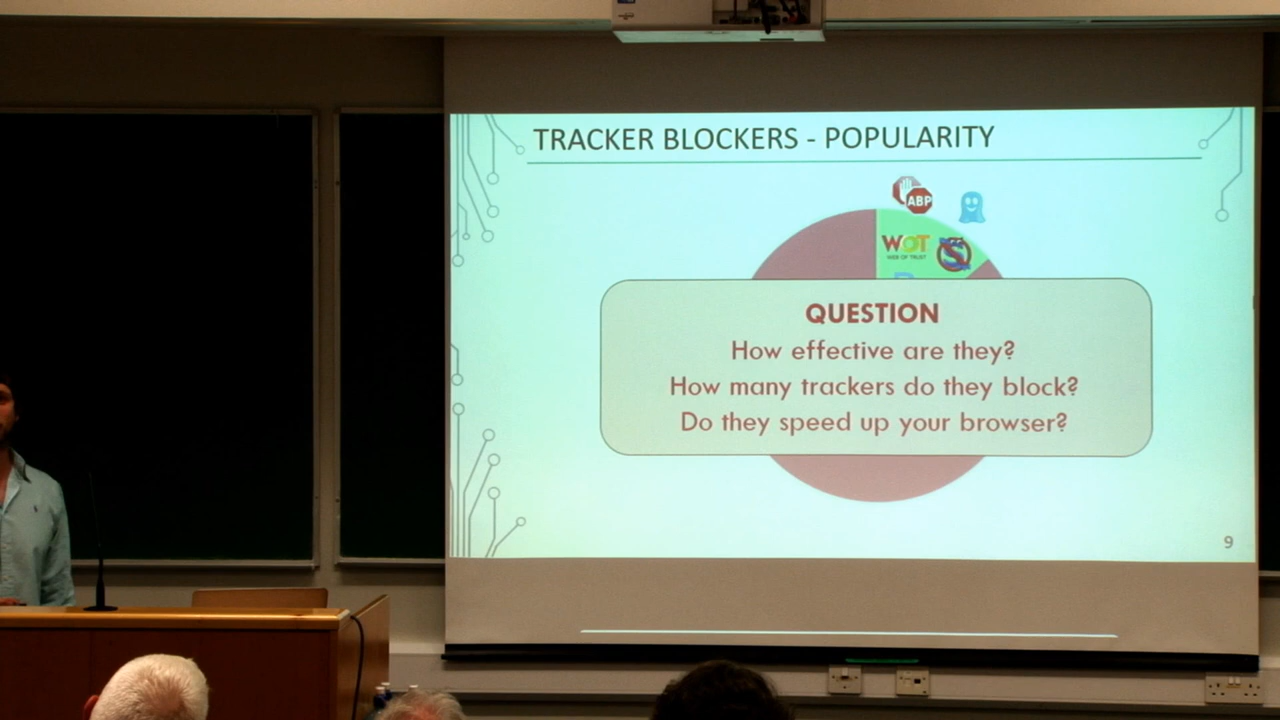 TRACKER BLOCKERS - POPULARITY
ABP
WOT
WEB OF TRUST
S
QUESTION
How effective are they?
How many trackers do they block?
Do they speed up your browser?
9